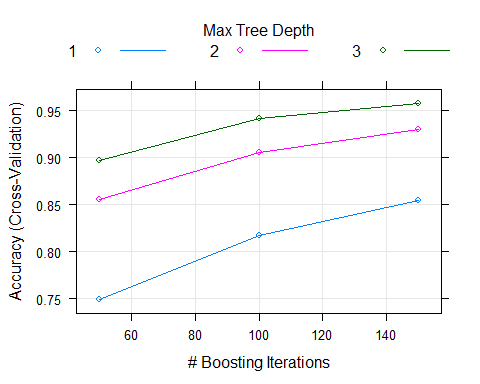 Max Tree Depth
1 2 3
Accuracy (Cross-Validation)
0.95
0.90
0.85
0.80
0.75
60 80 100 120 140
# Boosting Iterations